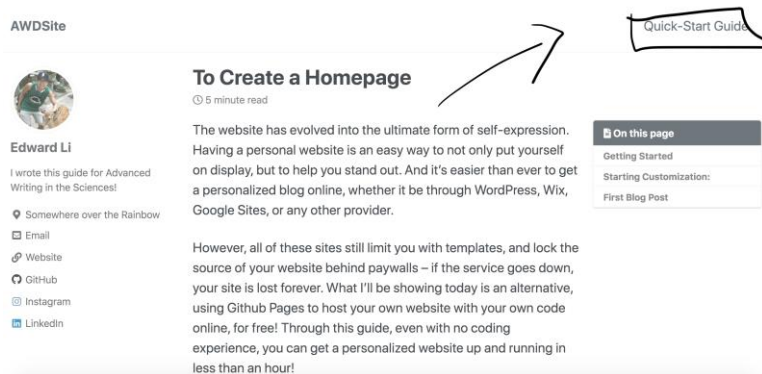 AWDSite
Quick-Start Guide
Edward Li
I wrote this guide for Advanced
Writing in the Sciences!
Somewhere over the Rainbow
Email
Website
GitHub
Instagram
LinkedIn
To Create a Homepage
5 minute read
The website has evolved into the ultimate form of self-expression.
Having a personal website is an easy way to not only put yourself
on display, but to help you stand out. And it's easier than ever to get
a personalized blog online, whether it be through WordPress, Wix,
Google Sites, or any other provider.
However, all of these sites still limit you with templates, and lock the
source of your website behind paywalls – if the service goes down,
your site is lost forever. What I'll be showing today is an alternative,
using Github Pages to host your own website with your own code
online, for free! Through this guide, even with no coding
experience, you can get a personalized website up and running in
less than an hour!
On this page
Getting Started
Starting Customization:
First Blog Post